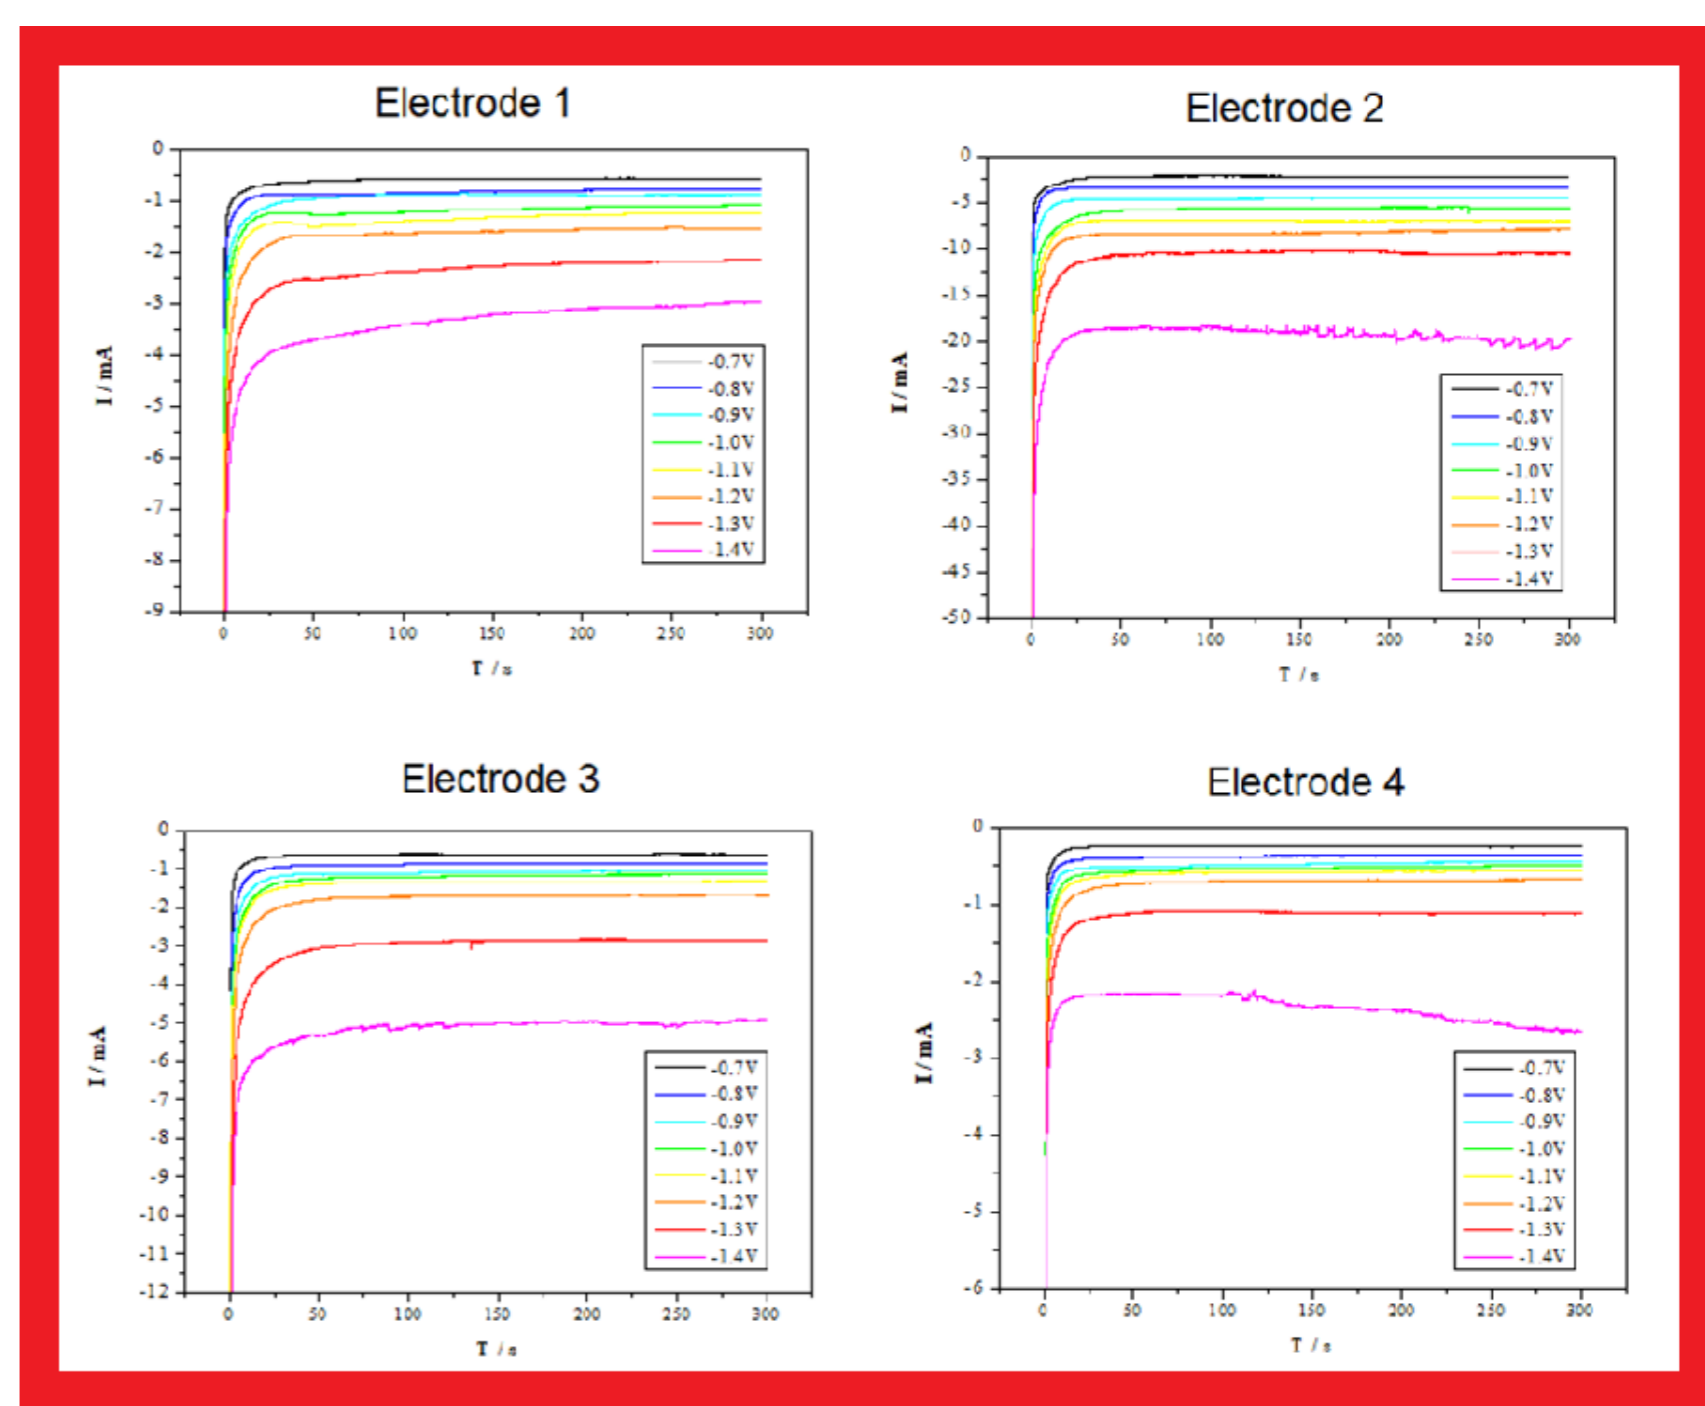 Electrode 1
0
-1
-2
-3
-4
-5
-6
-7
-8
-9
I / mA
-0.7V
-0.8V
-0.9V
-1.0V
-1.1V
-1.2V
-1.3V
-1.4V
0 50 100 150 200 250 300
T / s
Electrode 2
0
-5
-10
-15
-20
-25
-30
-35
-40
-45
-50
I / mA
-0.7V
-0.8V
-0.9V
-1.0V
-1.1V
-1.2V
-1.3V
-1.4V
0 50 100 150 200 250 300
T / s
Electrode 3
0
-1
-2
-3
-4
-5
-6
-7
-8
-9
-10
-11
-12
I / mA
-0.7V
-0.8V
-0.9V
-1.0V
-1.1V
-1.2V
-1.3V
-1.4V
0 50 100 150 200 250 300
T / s
Electrode 4
0
-1
-2
-3
-4
-5
-6
I / mA
-0.7V
-0.8V
-0.9V
-1.0V
-1.1V
-1.2V
-1.3V
-1.4V
0 50 100 150 200 250 300
T / s